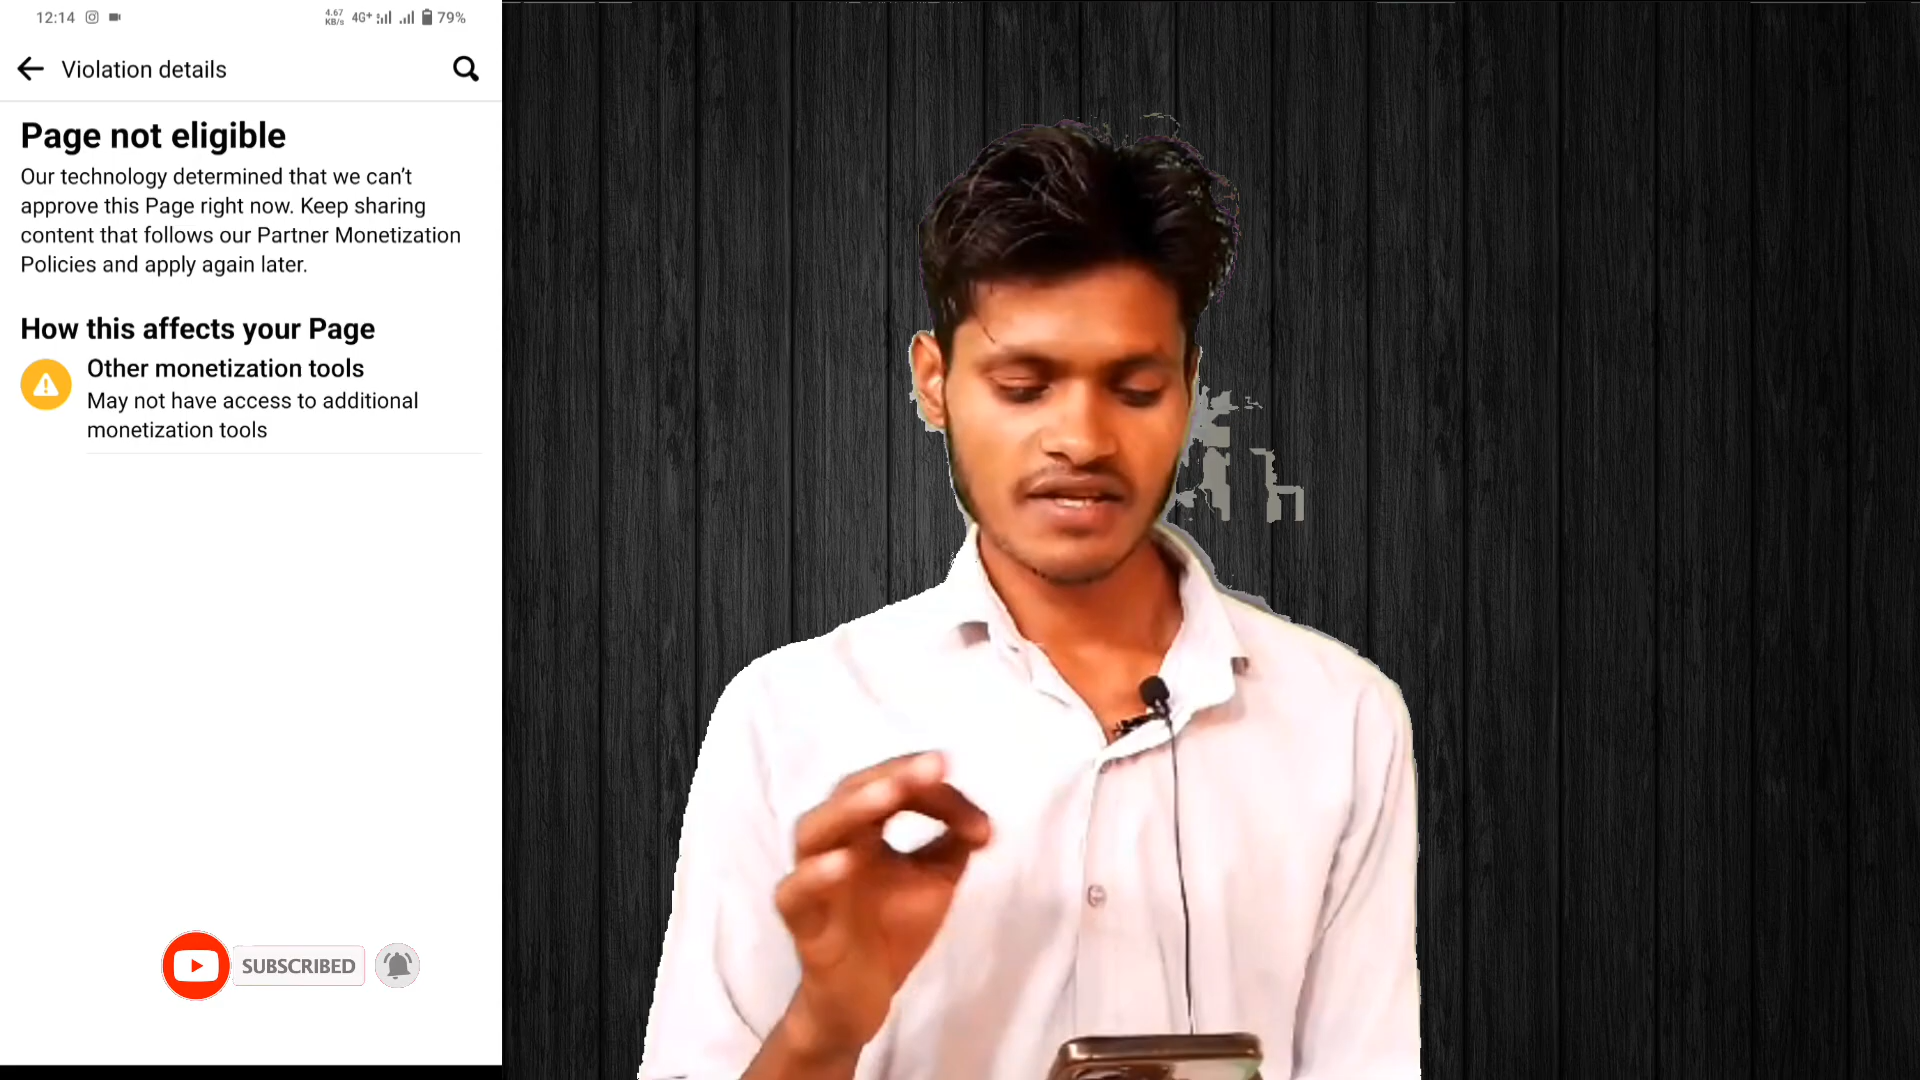 12:14
4.67
KB/s
4G+
79%
Violation details
Page not eligible
Our technology determined that we can't
approve this Page right now. Keep sharing
content that follows our Partner Monetization
Policies and apply again later.
How this affects your Page
Other monetization tools
May not have access to additional
monetization tools
SUBSCRIBED